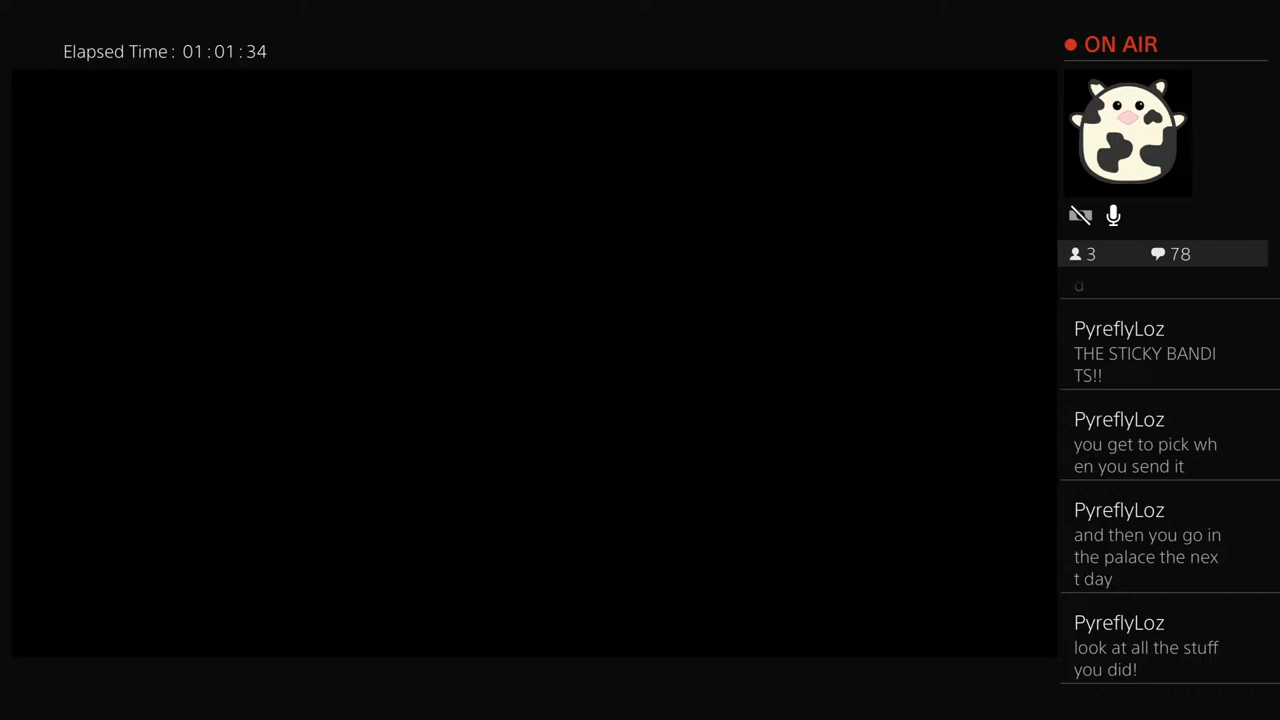 Elapsed Time: 01:01:34
ON AIR
3 78
d
PyreflyLoz
THE STICKY BANDI
TS!!
PyreflyLoz
you get to pick wh
en you send it
PyreflyLoz
and then you go in
the palace the nex
t day
PyreflyLoz
look at all the stuff
you did!